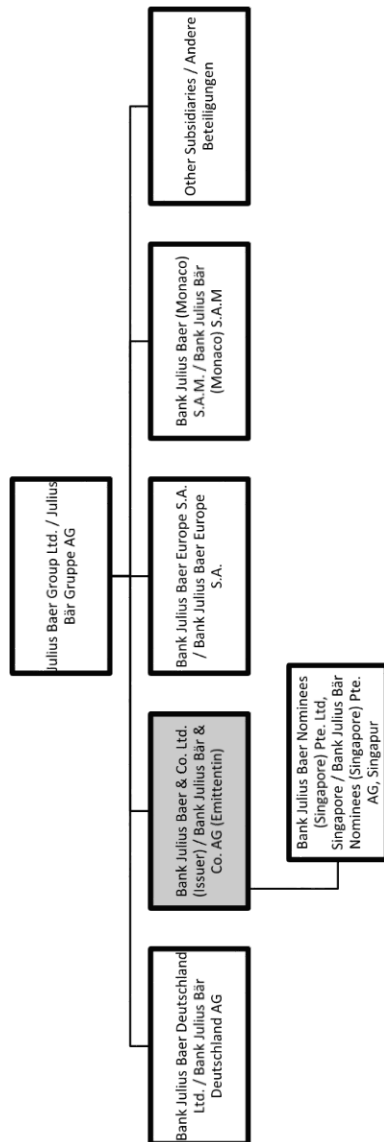 Julius Baer Group Ltd. / Julius
Bär Gruppe AG
Bank Julius Baer Deutschland
Ltd. / Bank Julius Bär
Deutschland AG
Bank Julius Baer & Co. Ltd.
(Issuer) / Bank Julius Bär &
Co. AG (Emittentin)
Bank Julius Baer Europe S.A.
/ Bank Julius Baer Europe
S.A.
Bank Julius Baer (Monaco)
S.A.M. / Bank Julius Bär
(Monaco) S.A.M
Other Subsidiaries / Andere
Beteiligungen
Bank Julius Baer Nominees
(Singapore) Pte. Ltd,
Singapore / Bank Julius Bär
Nominees (Singapore) Pte.
AG, Singapur